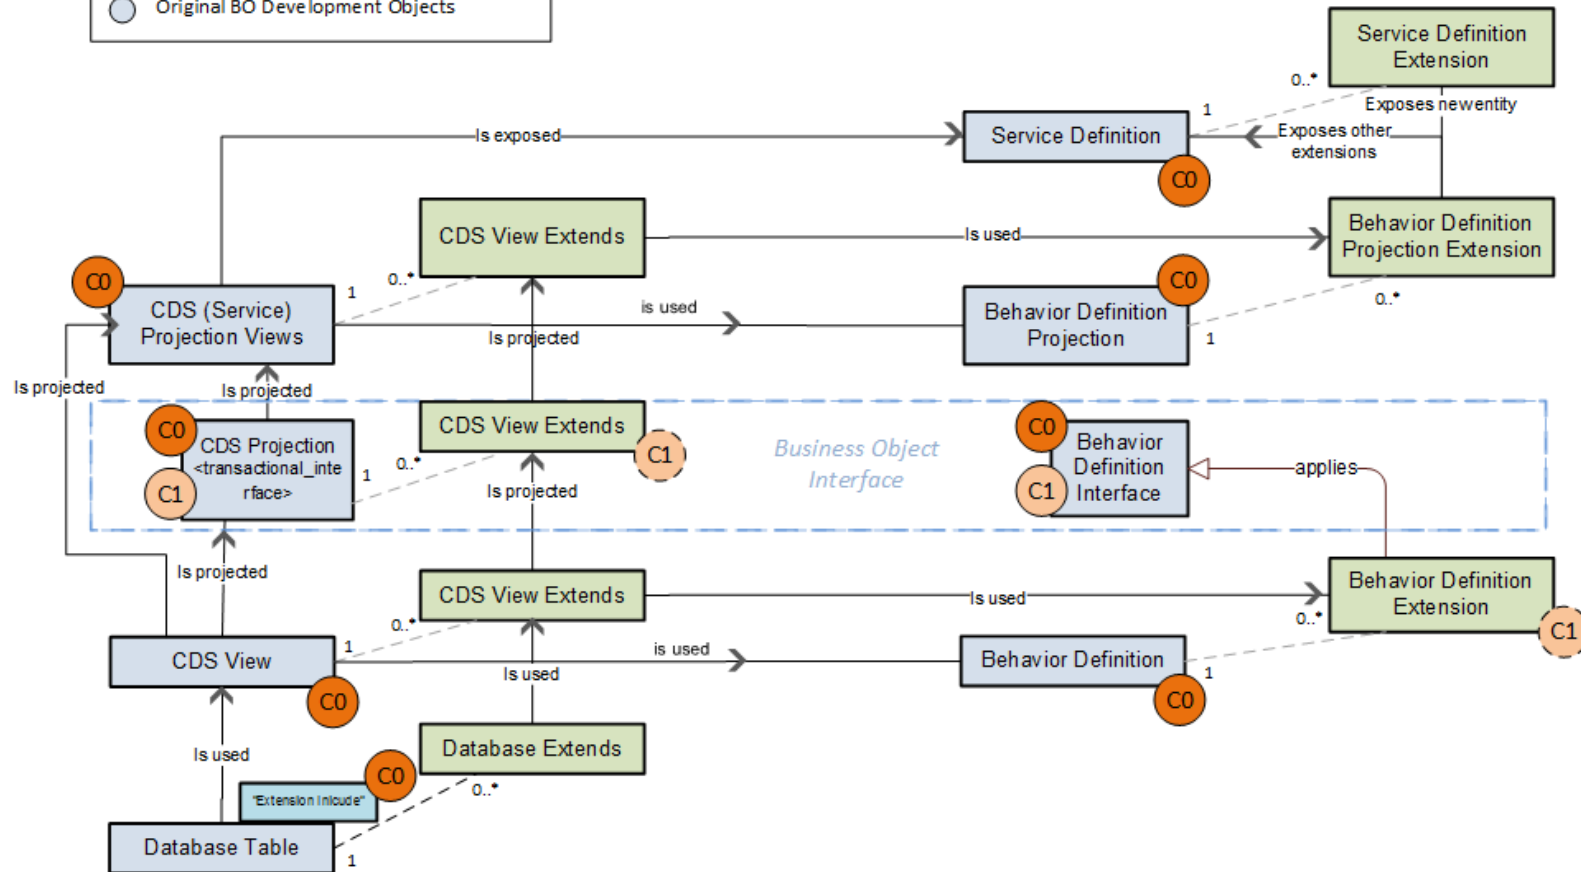 Original BO Development Objects
Service Definition
Extension
0..*
1
Exposes newentity
Is exposed
Service Definition
Exposes other
extensions
C0
CDS View Extends
Is used
Behavior Definition
Projection Extension
C0
0..*
1
C0
0..*
CDS (Service)
Projection Views
is used
Behavior Definition
Projection
1
Is projected
Is projected
Is projected
C0
CDS Projection
<transactional_inte
rface>
C1
1
0..*
CDS View Extends
C1
Business Object
Interface
C0
Behavior
Definition
Interface
C1
applies
Is projected
Is projected
CDS View Extends
Is used
Behavior Definition
Extension
0..*
C1
0..*
1
CDS View
is used
Behavior Definition
1
C0
C0
Is used
Is used
Database Extends
C0
0..*
"Extension Inlcude"
Database Table
1